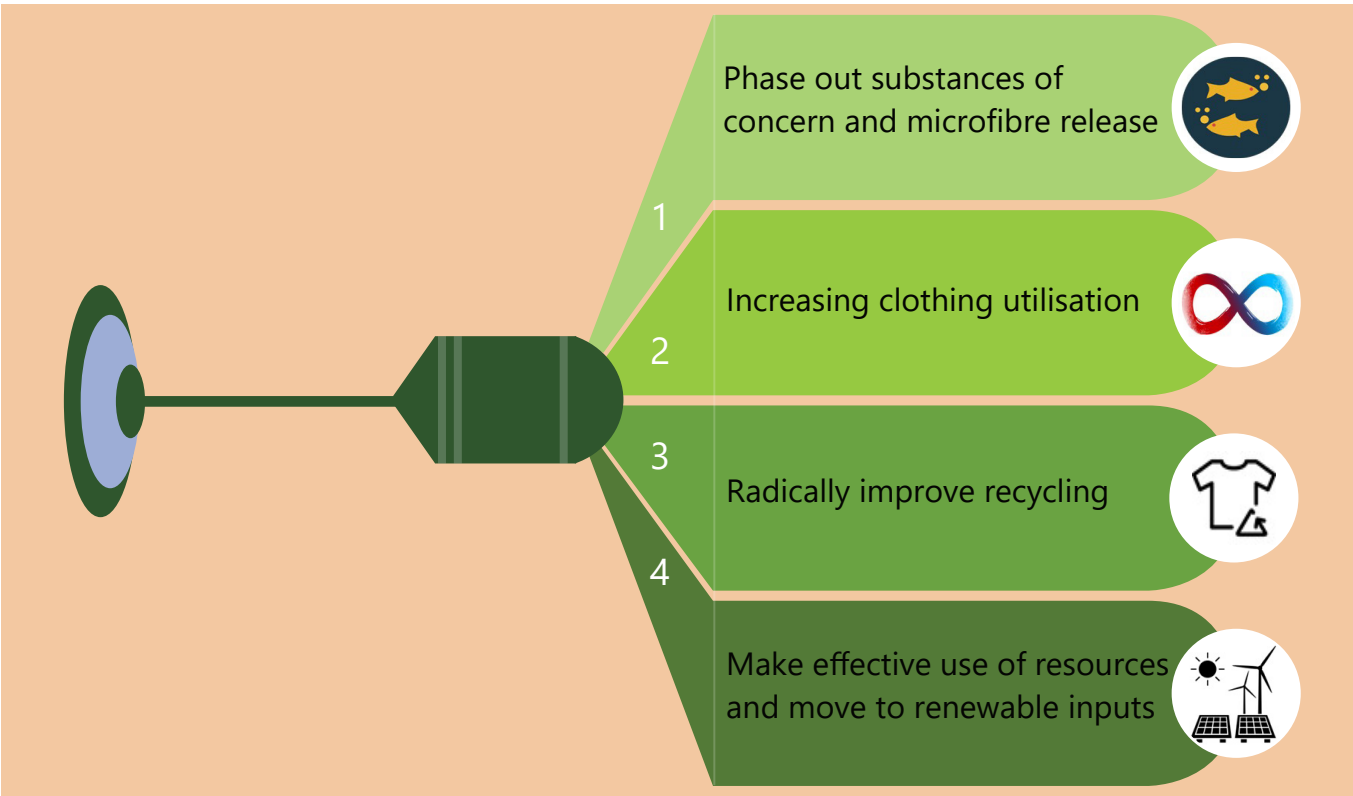 1
Phase out substances of
concern and microfibre release
2
Increasing clothing utilisation
3
Radically improve recycling
4
Make effective use of resources
and move to renewable inputs